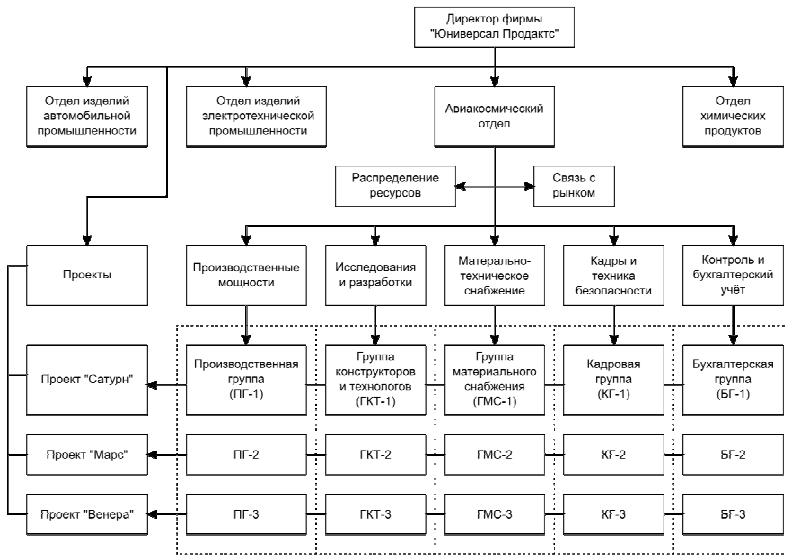 Директор фирмы
"Юниверсал Продактс"
Отдел изделий
автомобильной
промышленности
Отдел изделий
электротехнической
промышленности
Авиакосмический
отдел
Отдел
химических
продуктов
Распределение
ресурсов
Связь с
рынком
Проекты
Производственные
мощности
Исследования
и разработки
Матерально-
техническое
снабжение
Кадры и
техника
безопасности
Контроль и
бухгалтерский
учёт
Проект "Сатурн"
Производственная
группа
(ПГ-1)
Группа
конструкторов
и технологов
(ГКТ-1)
Группа
материального
снабжения
(ГМС-1)
Кадровая
группа
(КГ-1)
Бухгалтерская
группа
(БГ-1)
Проект "Марс"
ПГ-2
ГКТ-2
ГМС-2
КГ-2
БГ-2
Проект "Венера"
ПГ-3
ГКТ-3
ГМС-3
КГ-3
БГ-3